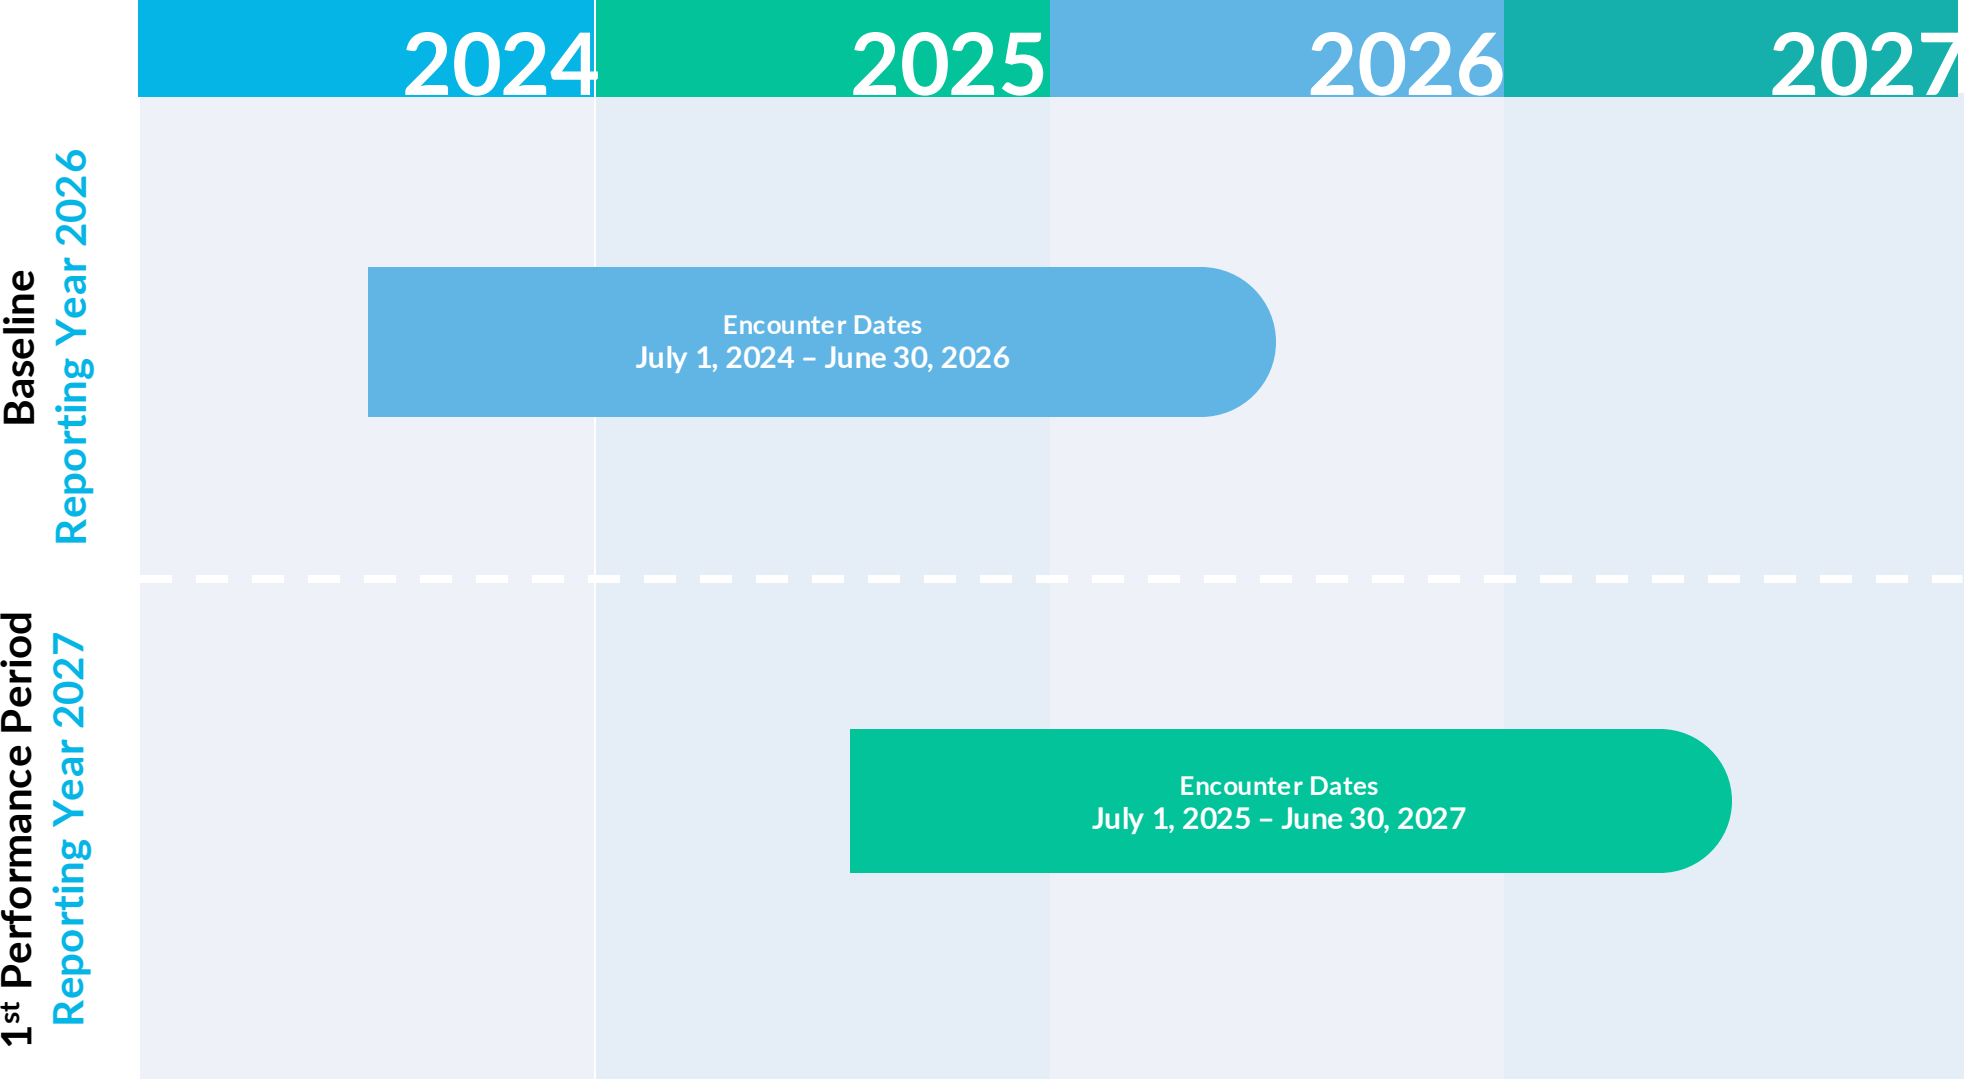 2024
2025
2026
2027
Baseline
Reporting Year 2026
Encounter Dates
July 1, 2024 – June 30, 2026
1st Performance Period
Reporting Year 2027
Encounter Dates
July 1, 2025 – June 30, 2027